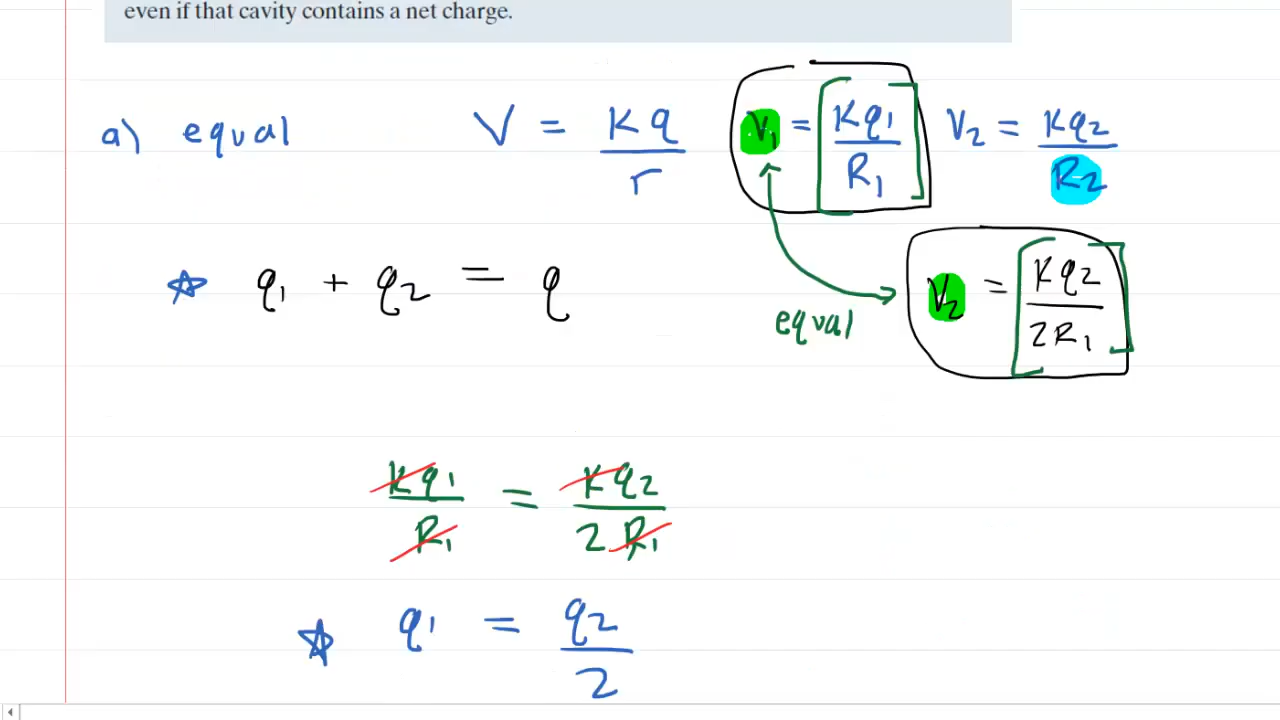 even if that cavity contains a net charge.
a) equal V = Kq/r V1 = [Kq1/R1] V2 = Kq2/R2
☆ q1 + q2 = q
V2 = [Kq2/2R1]
equal
Kq1/R1 = Kq2/2R1
☆ q1 = q2/2